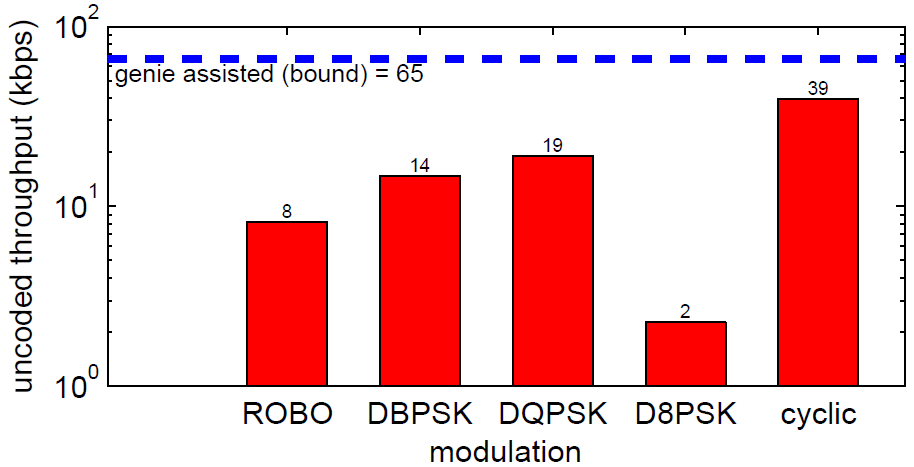 10²
genie assisted (bound) = 65
39
19
14
10¹
8
2
10⁰
uncoded throughput (kbps)
ROBO DBPSK DQPSK D8PSK cyclic
modulation